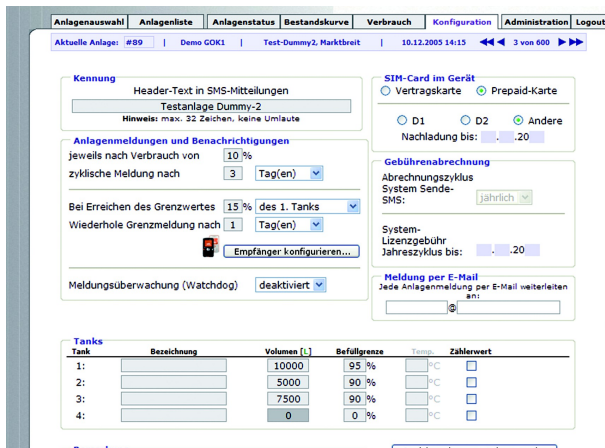 Anlagenauswahl Anlagenliste Anlagenstatus Bestandskurve Verbrauch Konfiguration Administration Logout
Aktuelle Anlage: #89 | Demo GOK1 | Test-Dummy2, Marktbreit | 10.12.2005 14:15 3 von 600
Kennung
Header-Text in SMS-Mitteilungen
Testanlage Dummy-2
Hinweis: max. 32 Zeichen, keine Umlaute
Anlagenmeldungen und Benachrichtigungen
jeweils nach Verbrauch von 10 %
zyklische Meldung nach 3 Tag(en)
Bei Erreichen des Grenzwertes 15 % des 1. Tanks
Wiederhole Grenzmeldung nach 1 Tag(en)
Empfänger konfigurieren...
Meldungsüberwachung (Watchdog) deaktiviert
SIM-Card im Gerät
Vertragskarte Prepaid-Karte
D1 D2 Andere
Nachladung bis: . .20
Gebührenabrechnung
Abrechnungszyklus
System Sende-
SMS: jährlich
System-
Lizenzgebühr
Jahreszyklus bis: . .20
Meldung per E-Mail
Jede Anlagenmeldung per E-Mail weiterleiten
an:
@
Tanks
Tank Bezeichnung Volumen [L] Befüllgrenze Temp. Zählerwert
1: 10000 95 % °C
2: 5000 90 % °C
3: 7500 90 % °C
4: 0 0 % °C